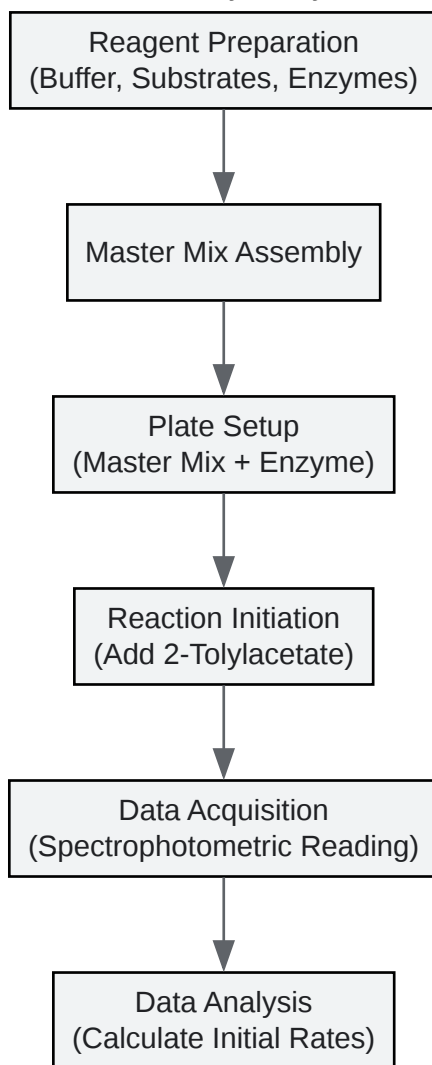 Reagent Preparation
(Buffer, Substrates, Enzymes)
Master Mix Assembly
Plate Setup
(Master Mix + Enzyme)
Reaction Initiation
(Add 2-Tolylacetate)
Data Acquisition
(Spectrophotometric Reading)
Data Analysis
(Calculate Initial Rates)